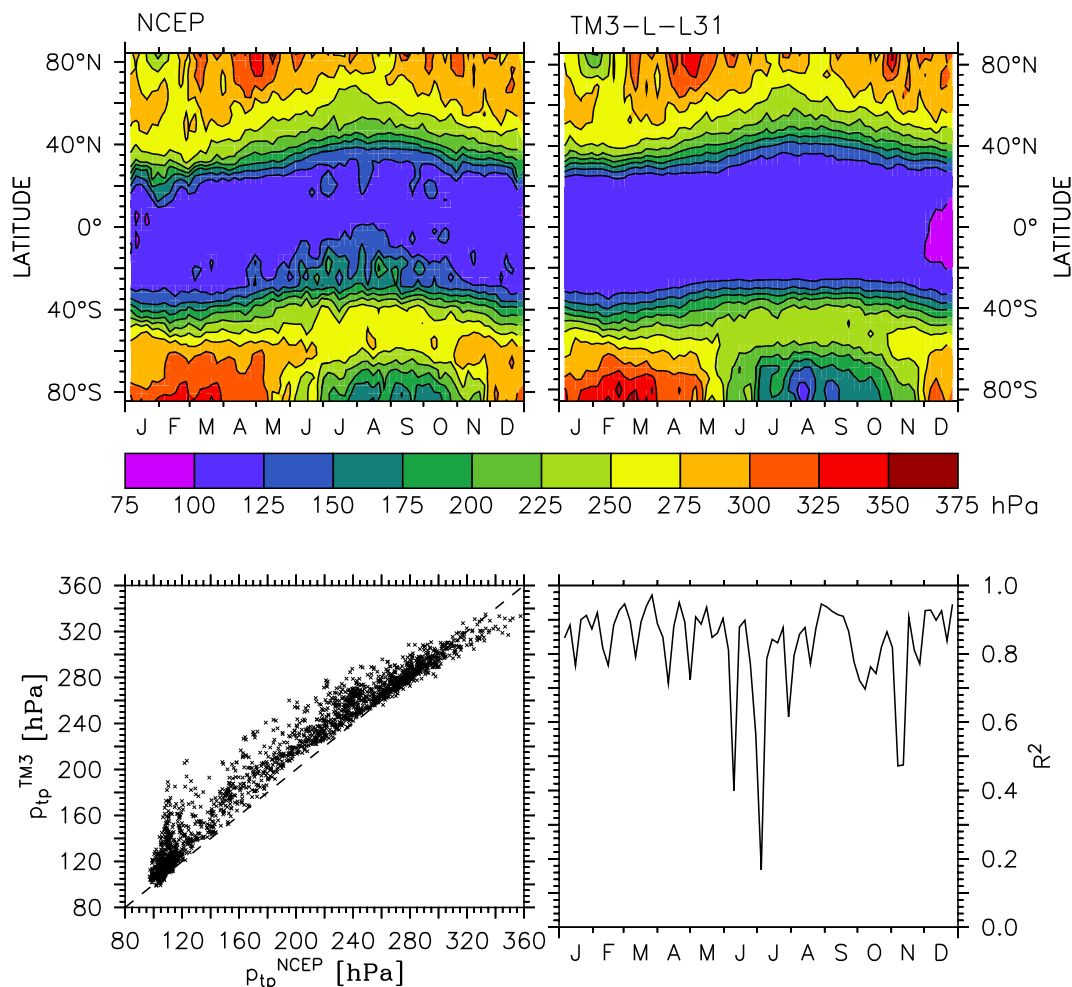 NCEP TM3-L-L31
80°N 80°N
40°N 40°N
LATITUDE 0° 0° LATITUDE
40°S 40°S
80°S 80°S
J F M A M J J A S O N D J F M A M J J A S O N D
75 100 125 150 175 200 225 250 275 300 325 350 375 hPa
360 1.0
320 0.8
280
p_tp^TM3 [hPa] 240 0.6 R²
200
160 0.4
120 0.2
80 0.0
80 120 160 200 240 280 320 360 J F M A M J J A S O N D
p_tp^NCEP [hPa]